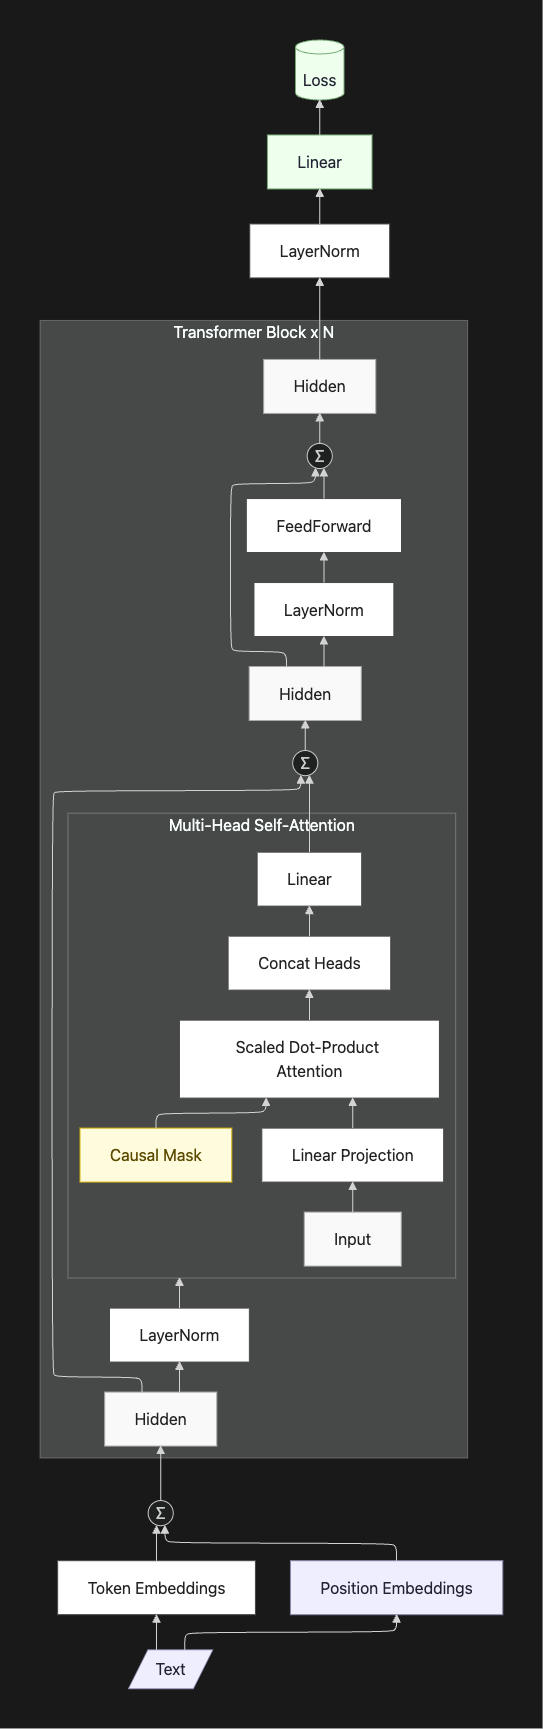 Loss
Linear
LayerNorm
Transformer Block x N
Hidden
Σ
FeedForward
LayerNorm
Hidden
Σ
Multi-Head Self-Attention
Linear
Concat Heads
Scaled Dot-Product
Attention
Causal Mask
Linear Projection
Input
LayerNorm
Hidden
Σ
Token Embeddings
Position Embeddings
Text